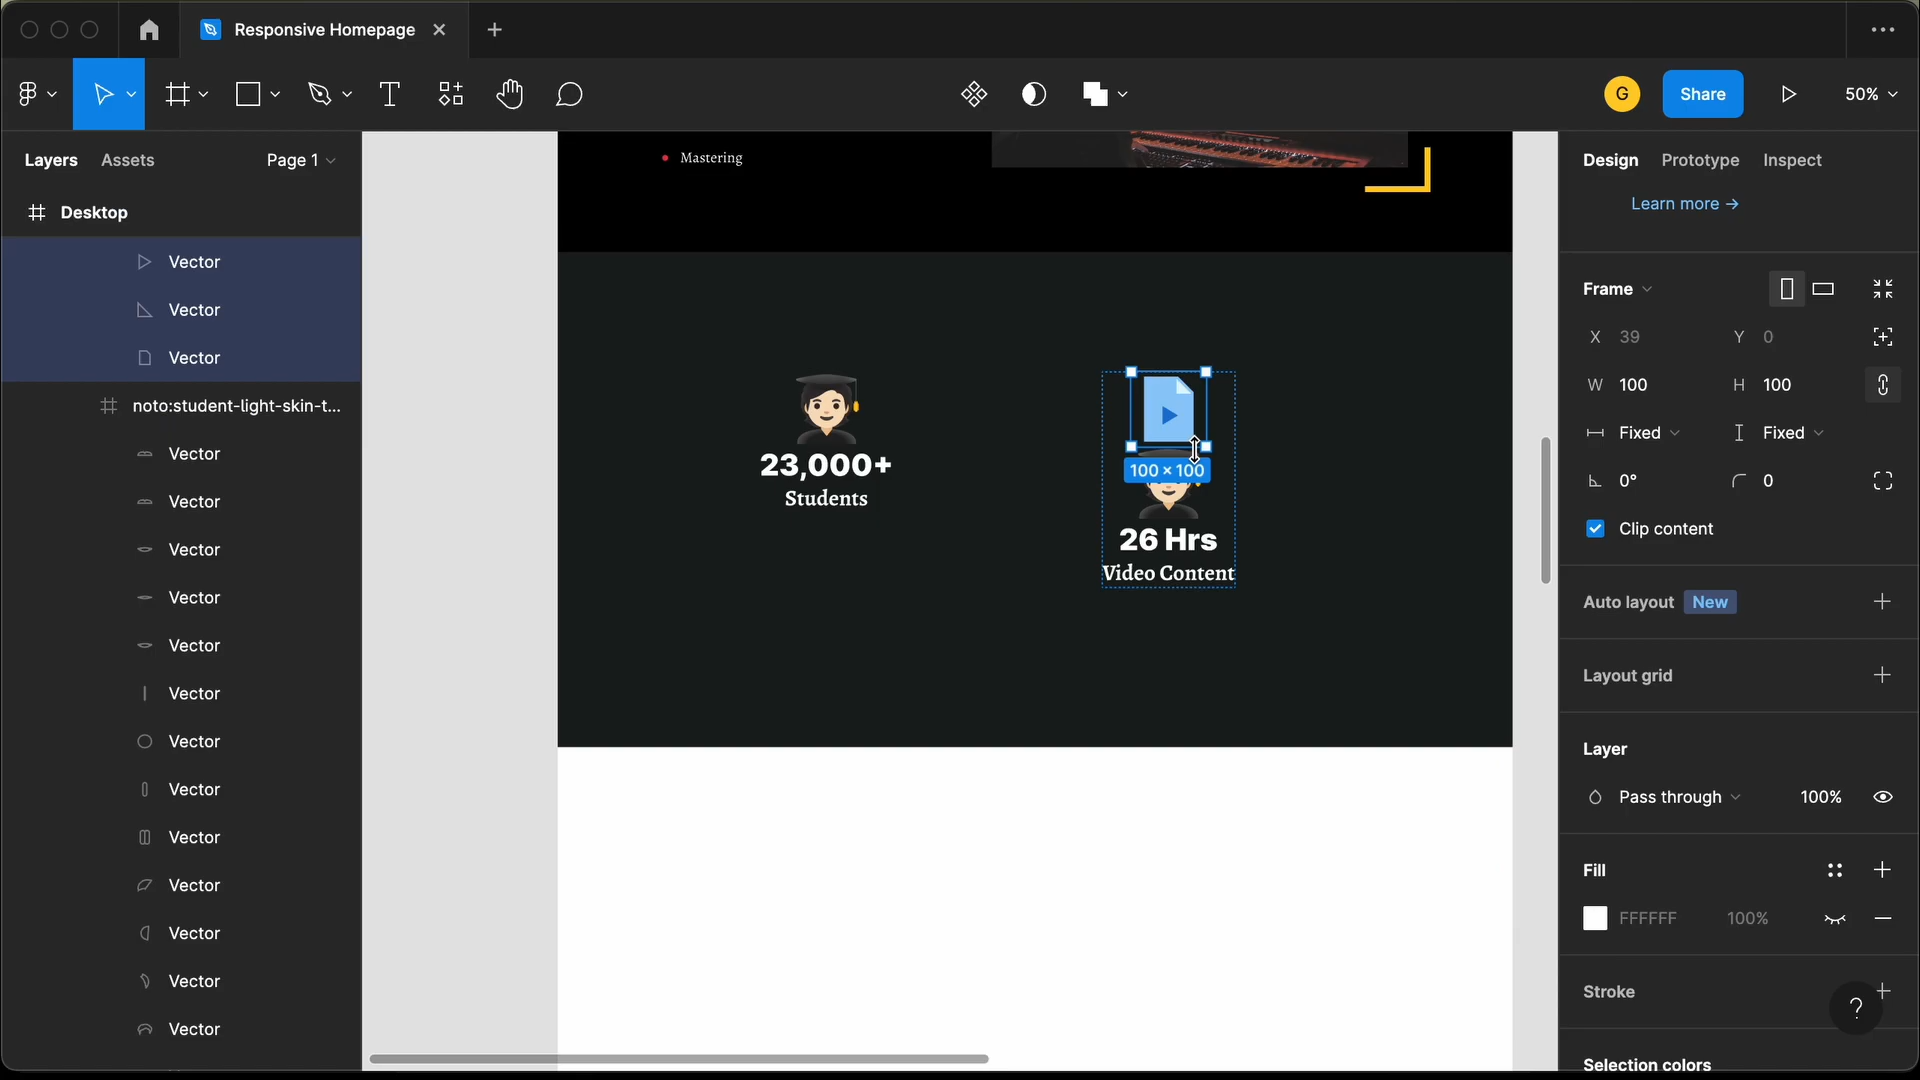 Responsive Homepage
G
Share
50%
Layers
Assets
Page 1
Desktop
Vector
Vector
Vector
noto:student-light-skin-t...
Vector
Vector
Vector
Vector
Vector
Vector
Vector
Vector
Vector
Vector
Vector
Vector
Vector
Mastering
23,000+
Students
100 × 100
26 Hrs
Video Content
Design
Prototype
Inspect
Learn more →
Frame
X 39
Y 0
W 100
H 100
Fixed
Fixed
0°
0
Clip content
Auto layout New
Layout grid
Layer
Pass through
100%
Fill
FFFFFF
100%
Stroke
?
Selection colors